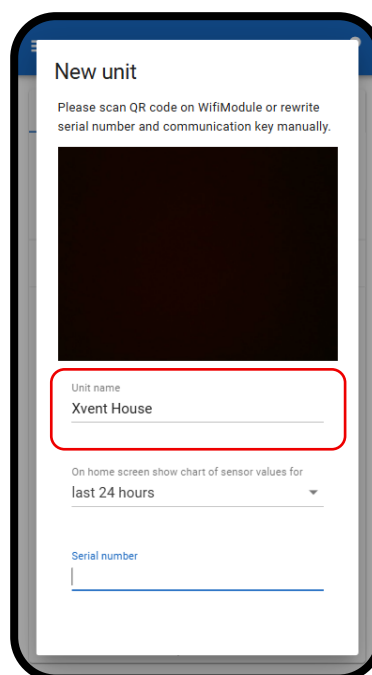 New unit
Please scan QR code on WifiModule or rewrite
serial number and communication key manually.
Unit name
Xvent House
On home screen show chart of sensor values for
last 24 hours
Serial number